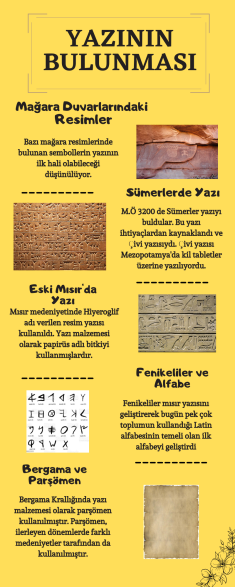 YAZININ
BULUNMASI
Mağara Duvarlarındaki
Resimler
Bazı mağara resimlerinde
bulunan sembollerin yazının
ilk hali olabileceği
düşünülüyor.
Sümerlerde Yazı
M.Ö 3200 de Sümerler yazıyı
buldular. Bu yazı
ihtiyaçlardan kaynaklandı ve
çivi yazısıydı. Çivi yazısı
Mezopotamya'da kil tabletler
üzerine yazılıyordu.
Eski Mısır'da
Yazı
Mısır medeniyetinde Hiyeroglif
adı verilen resim yazısı
kullanıldı. Yazı malzemesi
olarak papirüs adlı bitkiyi
kullanmışlardır.
Fenikeliler ve
Alfabe
Fenikeliler mısır yazısını
geliştirerek bugün pek çok
toplumun kullandığı Latin
alfabesinin temeli olan ilk
alfabeyi geliştirdi
Bergama ve
Parşömen
Bergama Krallığında yazı
malzemesi olarak parşömen
kullanılmıştur. Parşömen,
ilerleyen dönemlerde farklı
medeniyetler tarafından da
kullanılmıştır.